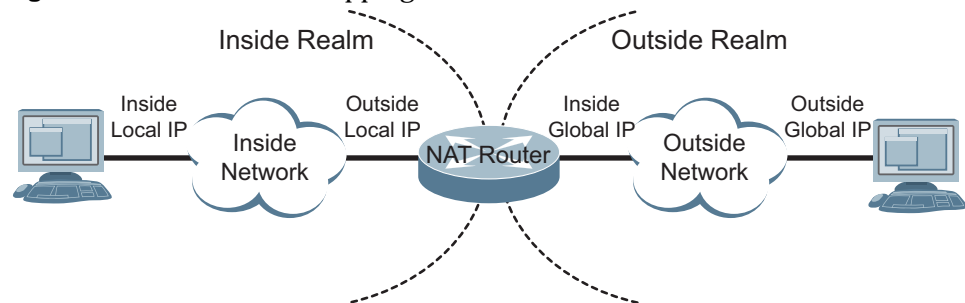 pping
Inside Realm
Outside Realm
Inside
Local IP
Inside
Network
Outside
Local IP
NAT Router
Inside
Global IP
Outside
Network
Outside
Global IP